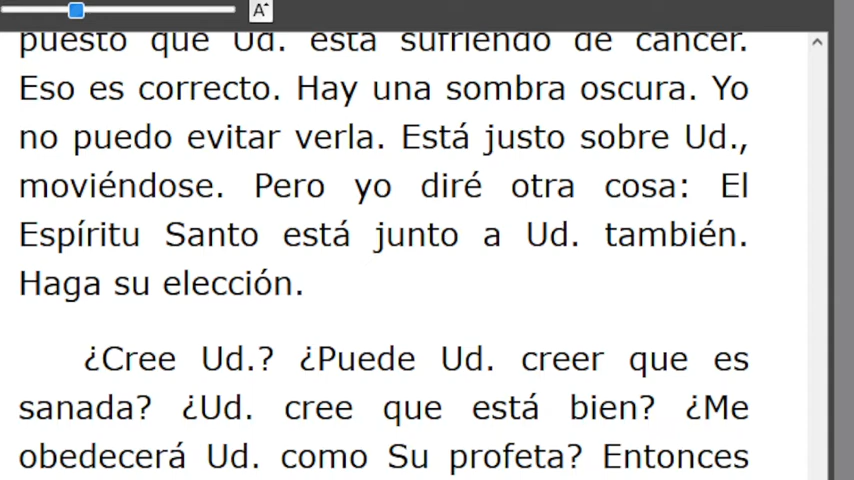 A
puesto que Ud. está sufriendo de cáncer.
Eso es correcto. Hay una sombra oscura. Yo
no puedo evitar verla. Está justo sobre Ud.,
moviéndose. Pero yo diré otra cosa: El
Espíritu Santo está junto a Ud. también.
Haga su elección.
¿Cree Ud.? ¿Puede Ud. creer que es
sanada? ¿Ud. cree que está bien? ¿Me
obedecerá Ud. como Su profeta? Entonces